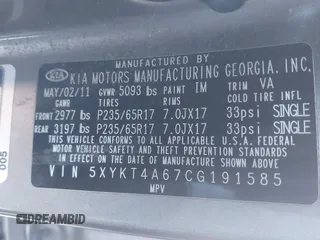 MANUFACTURED BY
KIA KIA MOTORS MANUFACTURING GEORGIA, INC.
MAY/02/11 GVWR 5093 lbs PAINT IM TRIM VA
GAWR TIRES RIMS COLD TIRE INFL.
FRONT 2977 lbs P235/65R17 7.0JX17 33psi SINGLE
REAR 3197 lbs P235/65R17 7.0JX17 33psi SINGLE
THIS VEHICLE CONFORMS TO ALL APPLICABLE U.S.A. FEDERAL
MOTOR VEHICLE SAFETY, BUMPER, AND THEFT PREVENTION
STANDARDS IN EFFECT ON THE DATE OF MANUFACTURE SHOWN ABOVE.
VIN 5XYKT4A67CG191585
MPV
005
DREAMBID